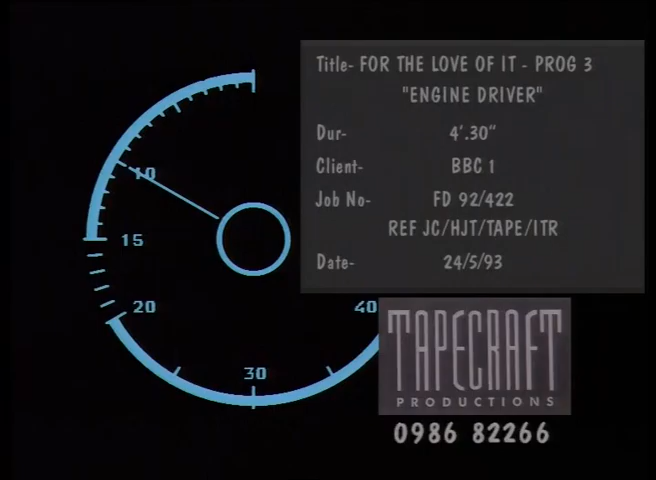 Title- FOR THE LOVE OF IT - PROG 3
"ENGINE DRIVER"
Dur- 4'.30"
Client- BBC 1
Job No- FD 92/422
REF JC/HJT/TAPE/ITR
Date- 24/5/93
10
15
20
30
40
TAPECRAFT
PRODUCTIONS
0986 82266